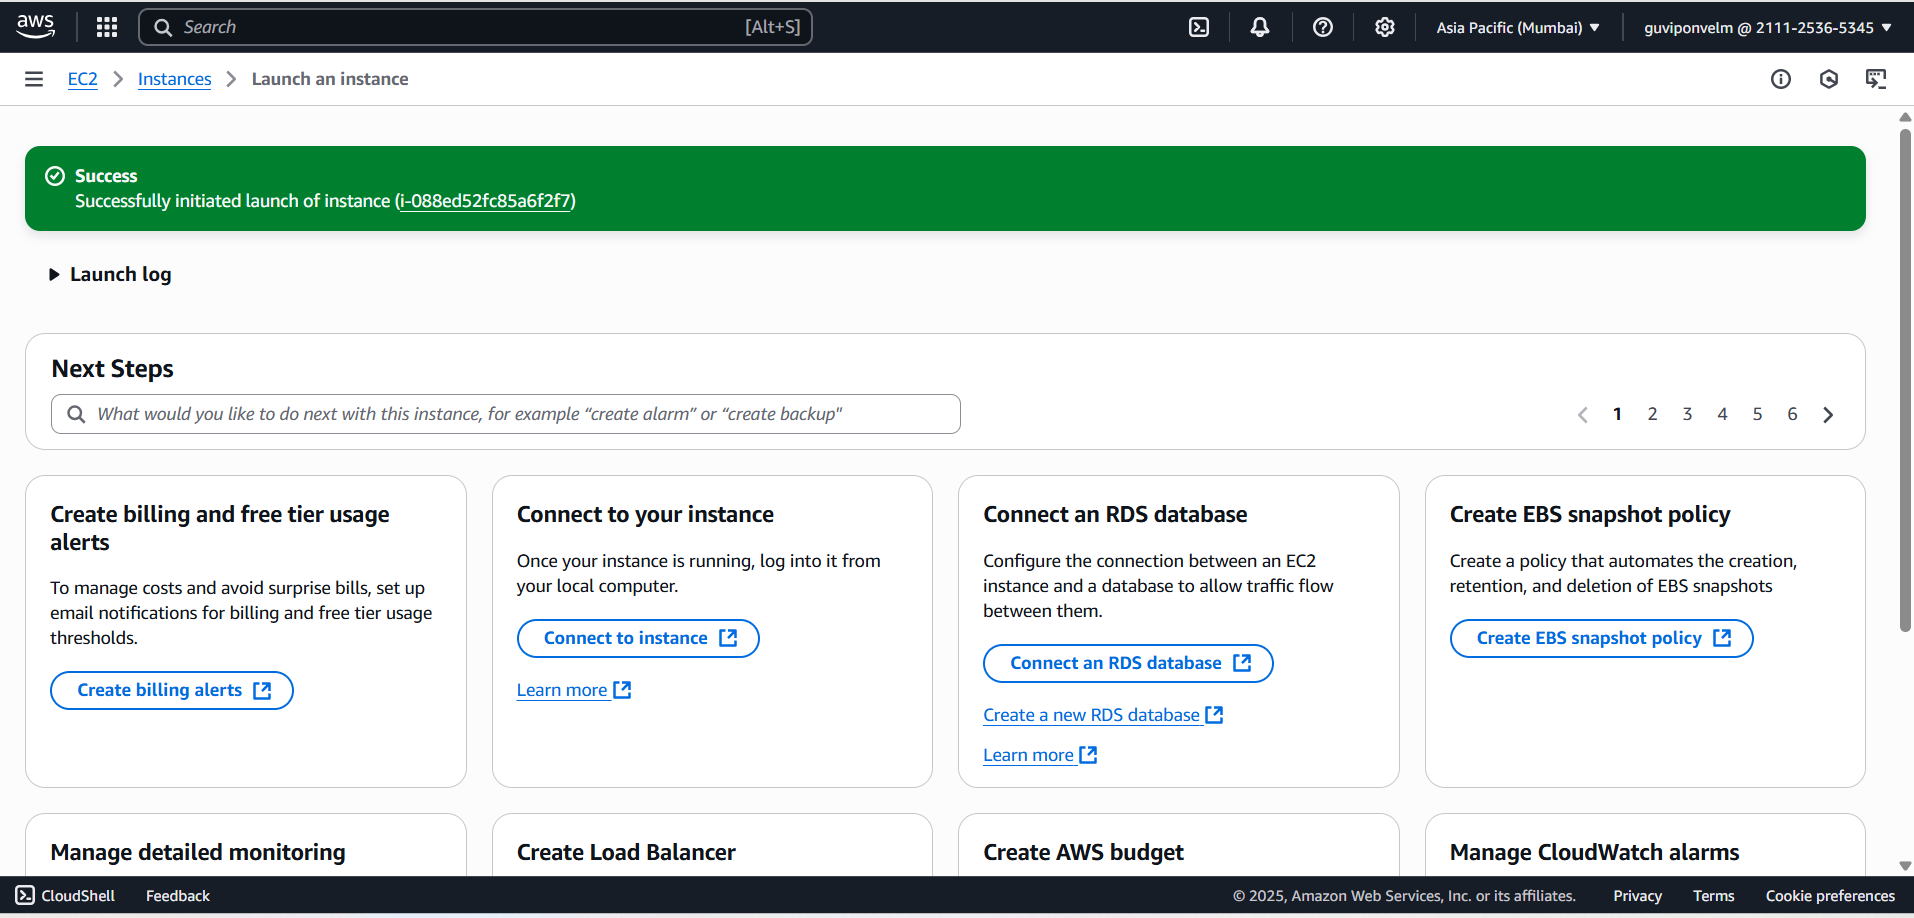 aws
Search [Alt+S]
Asia Pacific (Mumbai)
guviponvelm @ 2111-2536-5345
EC2
Instances
Launch an instance
Success
Successfully initiated launch of instance (i-088ed52fc85a6f2f7)
Launch log
Next Steps
What would you like to do next with this instance, for example “create alarm” or “create backup"
1 2 3 4 5 6
Create billing and free tier usage
alerts
To manage costs and avoid surprise bills, set up
email notifications for billing and free tier usage
thresholds.
Create billing alerts
Connect to your instance
Once your instance is running, log into it from
your local computer.
Connect to instance
Learn more
Connect an RDS database
Configure the connection between an EC2
instance and a database to allow traffic flow
between them.
Connect an RDS database
Create a new RDS database
Learn more
Create EBS snapshot policy
Create a policy that automates the creation,
retention, and deletion of EBS snapshots
Create EBS snapshot policy
Manage detailed monitoring
Create Load Balancer
Create AWS budget
Manage CloudWatch alarms
CloudShell
Feedback
© 2025, Amazon Web Services, Inc. or its affiliates.
Privacy
Terms
Cookie preferences